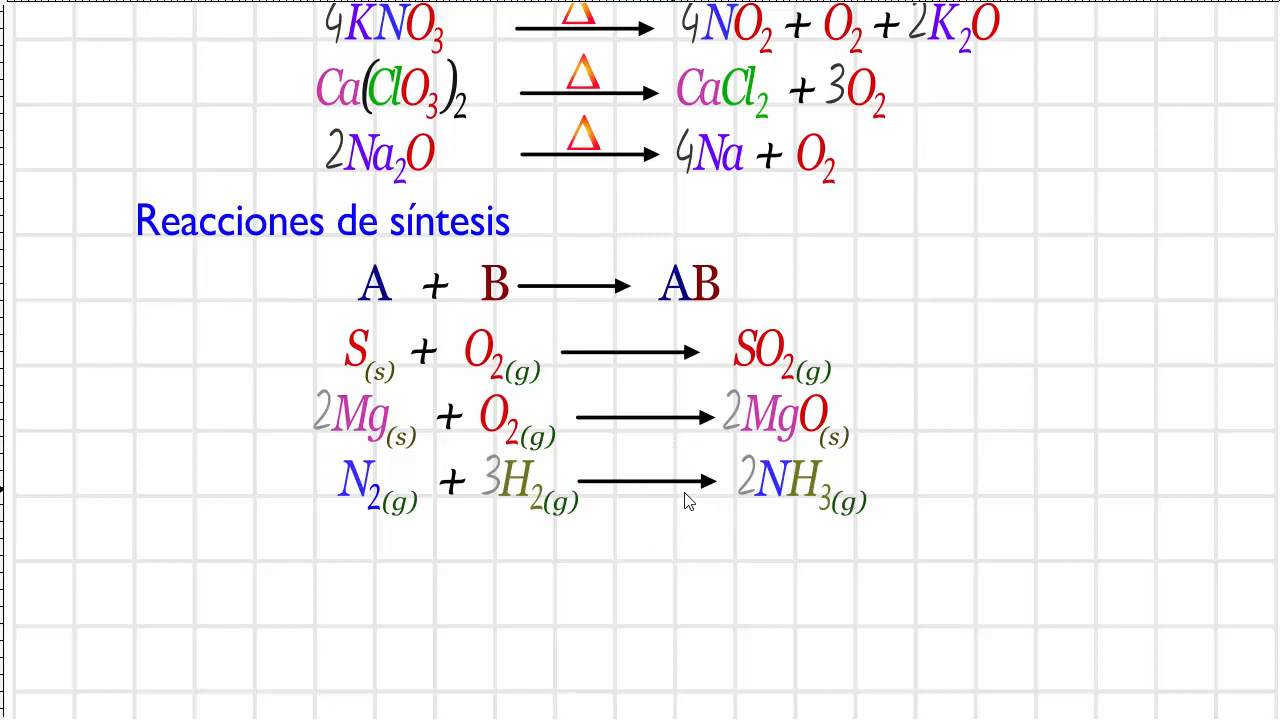 4KNO₃ Δ→ 4NO₂ + O₂ + 2K₂O
Ca(ClO₃)₂ Δ→ CaCl₂ + 3O₂
2Na₂O Δ→ 4Na + O₂
Reacciones de síntesis
A + B → AB
S(s) + O₂(g) → SO₂(g)
2Mg(s) + O₂(g) → 2MgO(s)
N₂(g) + 3H₂(g) → 2NH₃(g)